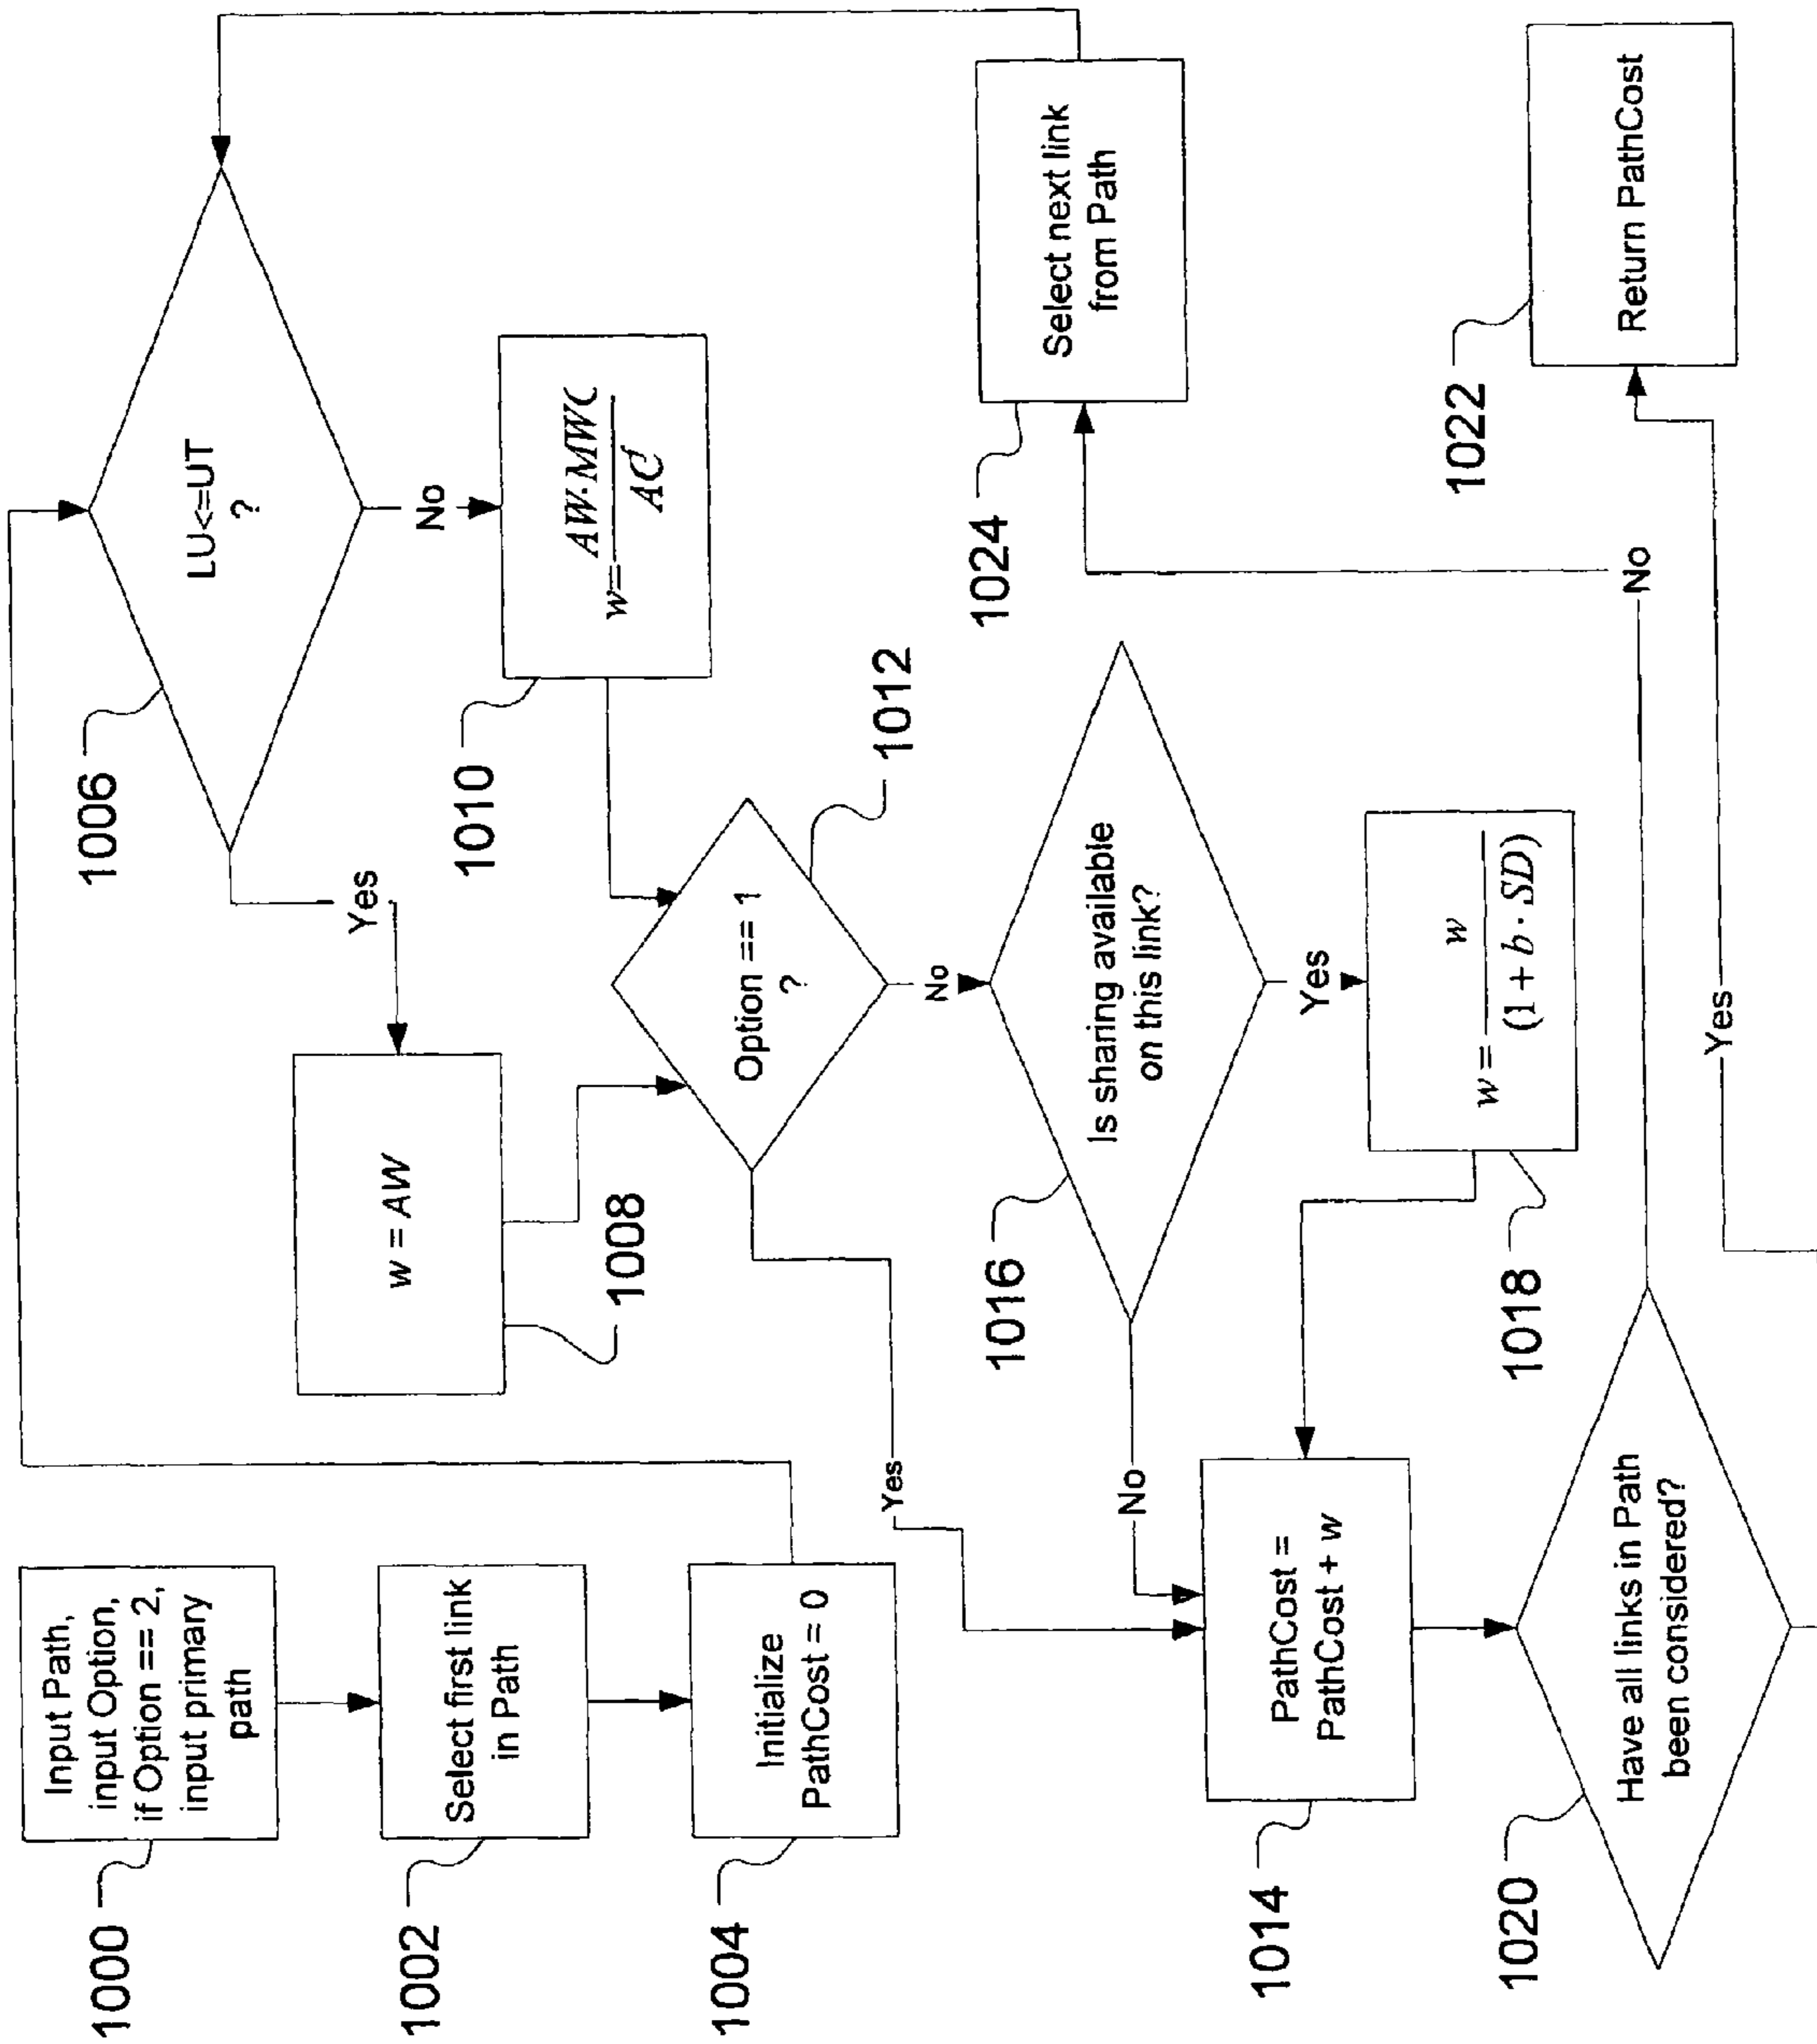 1000
Input Path,
input Option,
if Option == 2,
input primary
path
1002
Select first link
in Path
1004
Initialize
PathCost = 0
1006
LU<=UT
?
Yes
No
w = AW
1008
1010
w=
AW·MWC
AC
1012
Option == 1
?
Yes
No
1016
Is sharing available
on this link?
No
Yes
1018
w =
w
(1 + b · SD)
1014
PathCost =
PathCost + w
1020
Have all links in Path
been considered?
No
Yes
1024
Select next link
from Path
1022
Return PathCost